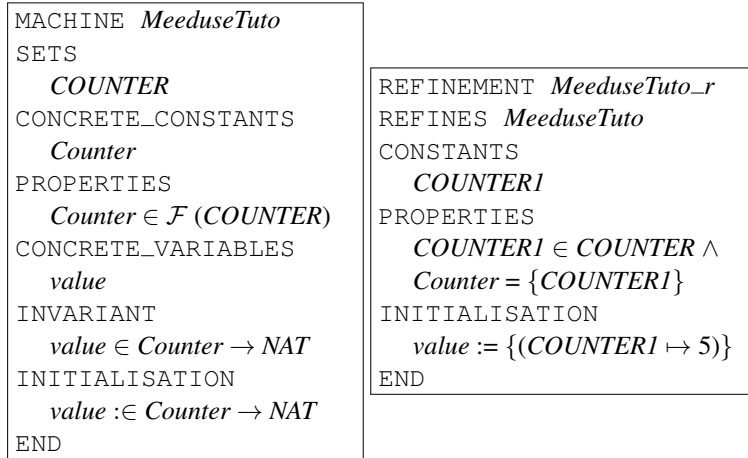 MACHINE MeeduseTuto
SETS
COUNTER
CONCRETE_CONSTANTS
Counter
PROPERTIES
Counter ∈ ℱ (COUNTER)
CONCRETE_VARIABLES
value
INVARIANT
value ∈ Counter → NAT
INITIALISATION
value :∈ Counter → NAT
END
REFINEMENT MeeduseTuto_r
REFINES MeeduseTuto
CONSTANTS
COUNTER1
PROPERTIES
COUNTER1 ∈ COUNTER ∧
Counter = {COUNTER1}
INITIALISATION
value := {(COUNTER1 ↦ 5)}
END